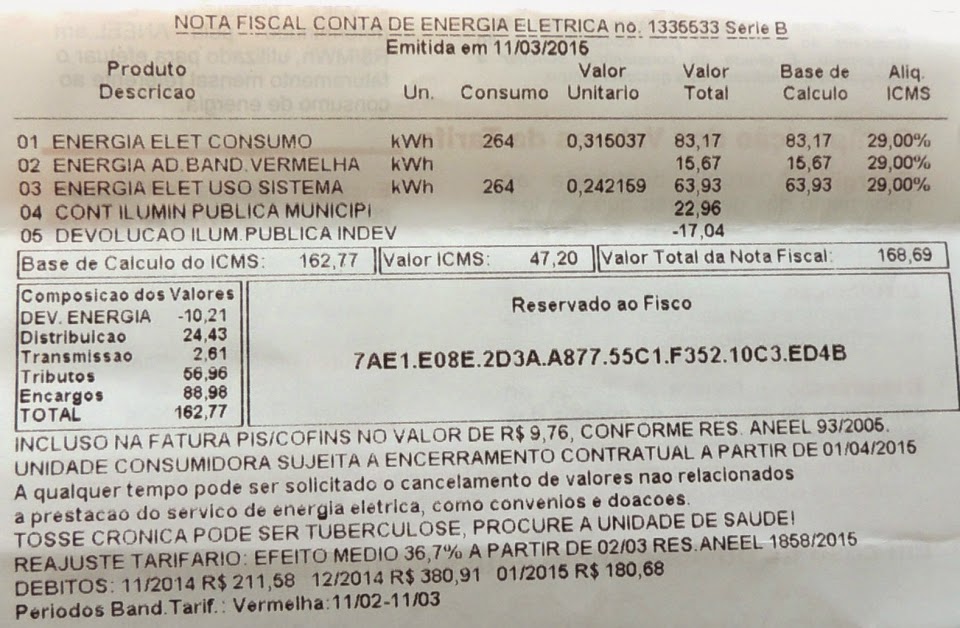 NOTA FISCAL CONTA DE ENERGIA ELETRICA no. 1336533 Serie B
Emitida em 11/03/2015
Produto Descricao Un. Consumo Valor Unitario Valor Total Base de Calculo Aliq. ICMS
01 ENERGIA ELET CONSUMO kWh 264 0,315037 83,17 83,17 29,00%
02 ENERGIA AD.BAND.VERMELHA kWh 15,67 15,67 29,00%
03 ENERGIA ELET USO SISTEMA kWh 264 0,242159 63,93 63,93 29,00%
04 CONT ILUMIN PUBLICA MUNICIPI 22,96
05 DEVOLUCAO ILUM.PUBLICA INDEV -17,04
Base de Calculo do ICMS: 162,77 Valor ICMS: 47,20 Valor Total da Nota Fiscal: 168,69
Composicao dos Valores
DEV. ENERGIA -10,21
Distribuicao 24,43
Transmissao 2,61
Tributos 56,96
Encargos 88,98
TOTAL 162,77
Reservado ao Fisco
7AE1.E08E.2D3A.A877.55C1.F352.10C3.ED4B
INCLUSO NA FATURA PIS/COFINS NO VALOR DE R$ 9,76, CONFORME RES. ANEEL 93/2005.
UNIDADE CONSUMIDORA SUJEITA A ENCERRAMENTO CONTRATUAL A PARTIR DE 01/04/2015
A qualquer tempo pode ser solicitado o cancelamento de valores nao relacionados
a prestacao do servico de energia eletrica, como convenios e doacoes.
TOSSE CRONICA PODE SER TUBERCULOSE, PROCURE A UNIDADE DE SAUDE!
REAJUSTE TARIFARIO: EFEITO MEDIO 36,7% A PARTIR DE 02/03 RES.ANEEL 1858/2015
DEBITOS: 11/2014 R$ 211,58 12/2014 R$ 380,91 01/2015 R$ 180,68
Periodos Band.Tarif.: Vermelha:11/02-11/03